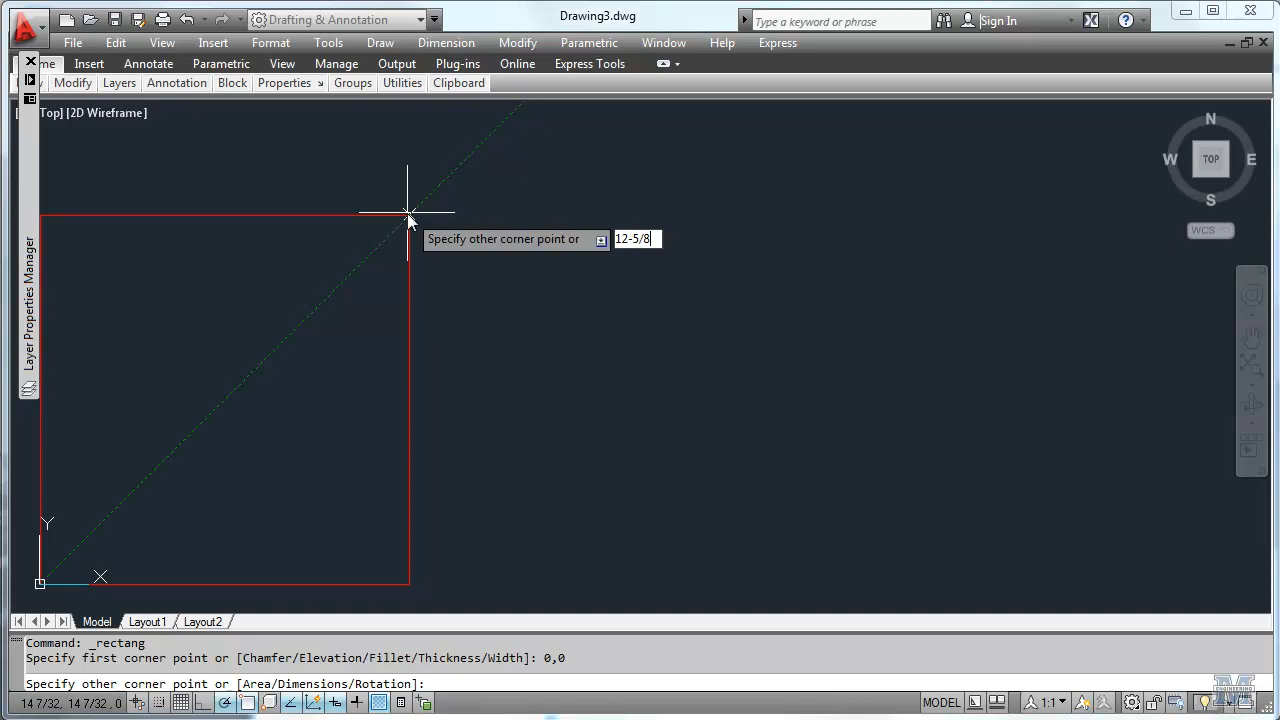 Drafting & Annotation
Drawing3.dwg
Type a keyword or phrase
Sign In
File Edit View Insert Format Tools Draw Dimension Modify Parametric Window Help Express
Insert Annotate Parametric View Manage Output Plug-ins Online Express Tools
Modify Layers Annotation Block Properties Groups Utilities Clipboard
Top] [2D Wireframe]
N
W TOP E
S
WCS
Specify other corner point or 12-5/8
Layer Properties Manager
Y
X
Model Layout1 Layout2
Command: _rectang
Specify first corner point or [Chamfer/Elevation/Fillet/Thickness/Width]: 0,0
Specify other corner point or [Area/Dimensions/Rotation]:
14 7/32, 14 7/32, 0
MODEL
1:1
ENGINEERING